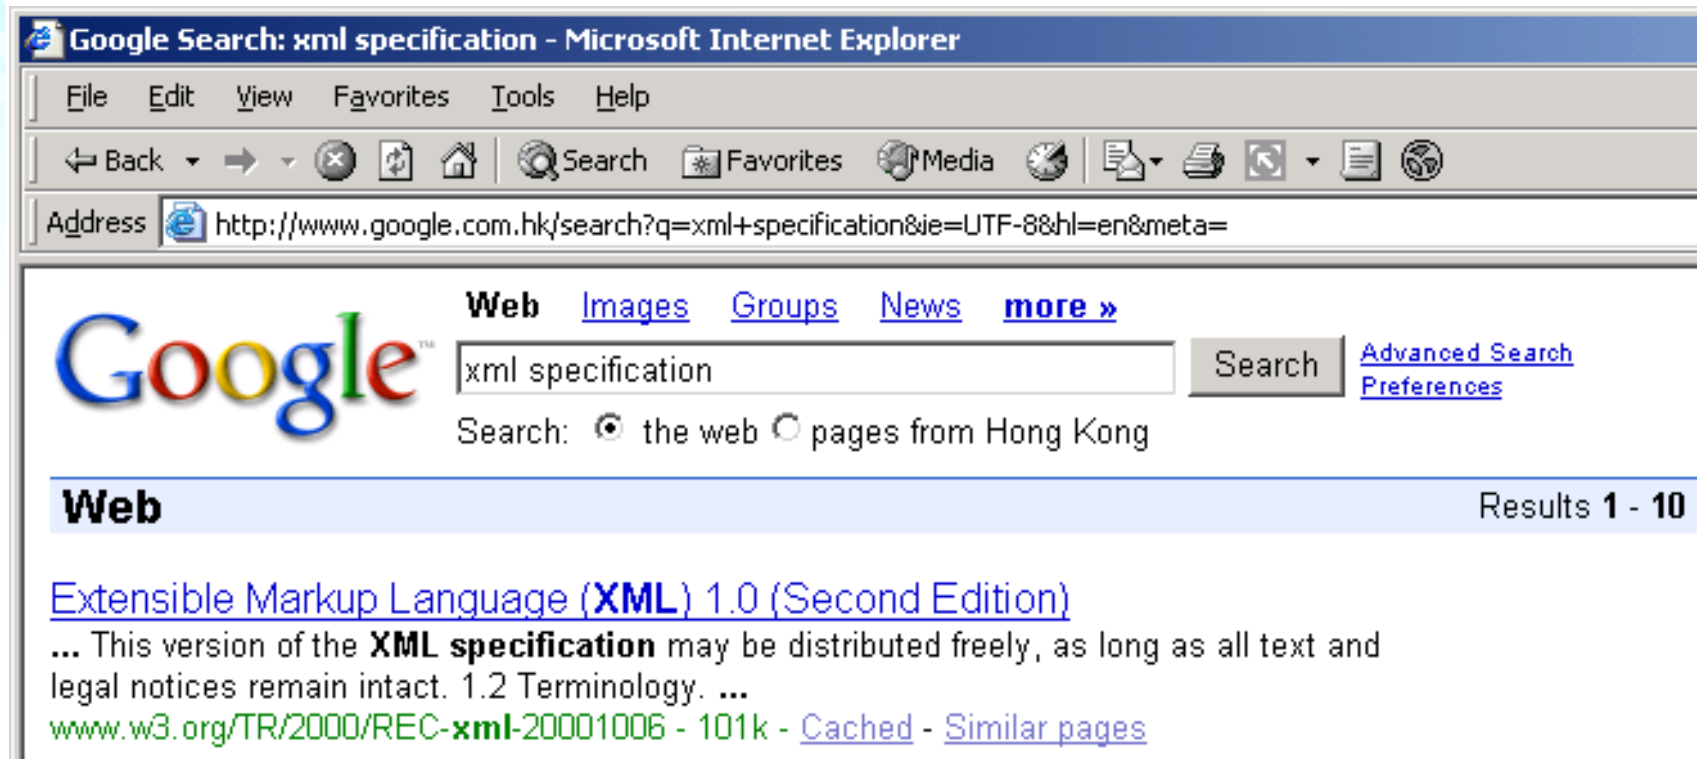 Google Search: xml specification - Microsoft Internet Explorer
File Edit View Favorites Tools Help
Back Search Favorites Media
Address http://www.google.com.hk/search?q=xml+specification&ie=UTF-8&hl=en&meta=
Web Images Groups News more »
Google™
xml specification Search Advanced Search
Preferences
Search: the web pages from Hong Kong
Web Results 1 - 10
Extensible Markup Language (XML) 1.0 (Second Edition)
... This version of the XML specification may be distributed freely, as long as all text and
legal notices remain intact. 1.2 Terminology. ...
www.w3.org/TR/2000/REC-xml-20001006 - 101k - Cached - Similar pages